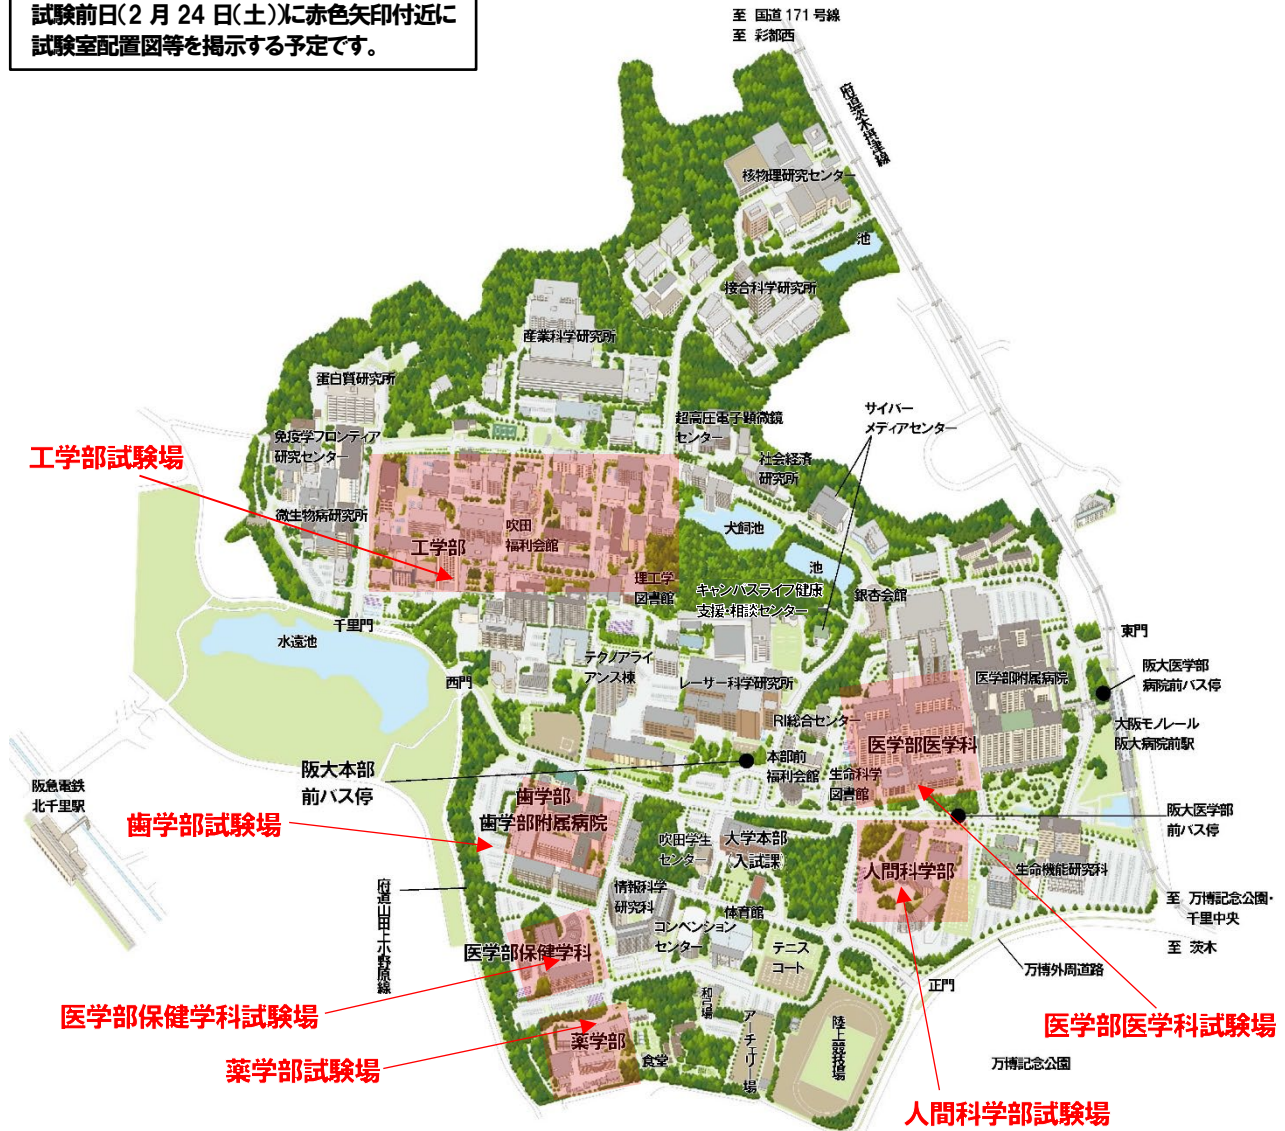 試験前日(2 月 24 日(土))に赤色矢印付近に
試験室配置図等を掲示する予定です。
至 国道 171 号線
至 彩都西
府道茨木摂津線
核物理研究センター
池
接合科学研究所
産業科学研究所
蛋白質研究所
超高圧電子顕微鏡
センター
サイバー
メディアセンター
免疫学フロンティア
研究センター
工学部試験場
社会経済
研究所
微生物病研究所
吹田
福利会館
工学部
犬飼池
池
理工学
図書館
キャンパスライフ健康
支援・相談センター
銀杏会館
千里門
水遠池
東門
テクノアライ
アンス棟
西門
レーザー科学研究所
医学部附属病院
阪大医学部
病院前バス停
RI総合センター
大阪モノレール
阪大病院前駅
医学部医学科
阪大本部
前バス停
本部前
福利会館
生命科学
図書館
阪急電鉄
北千里駅
歯学部
歯学部附属病院
阪大医学部
前バス停
歯学部試験場
吹田学生
センター
大学本部
(入試課)
人間科学部
生命機能研究科
府道山田上小野原線
情報科学
研究科
体育館
コンベンション
センター
至 万博記念公園・
千里中央
至 茨木
医学部保健学科
テニス
コート
万博外周道路
正門
和弓場
医学部保健学科試験場
アーチェリー場
陸上競技場
医学部医学科試験場
薬学部
食堂
薬学部試験場
万博記念公園
人間科学部試験場